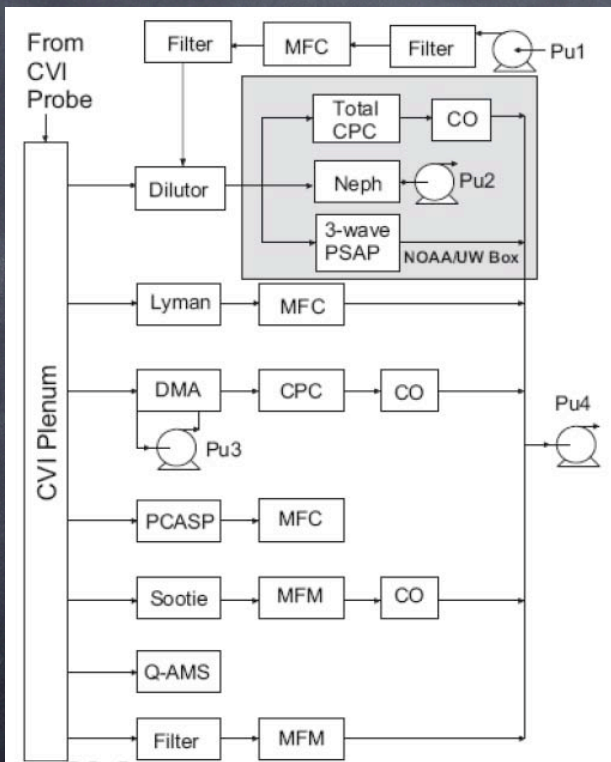 From
CVI
Probe
Filter
MFC
Filter
Pu1
Total
CPC
CO
Dilutor
Neph
Pu2
3-wave
PSAP
NOAA/UW Box
Lyman
MFC
DMA
CPC
CO
Pu3
Pu4
CVI Plenum
PCASP
MFC
Sootie
MFM
CO
Q-AMS
Filter
MFM